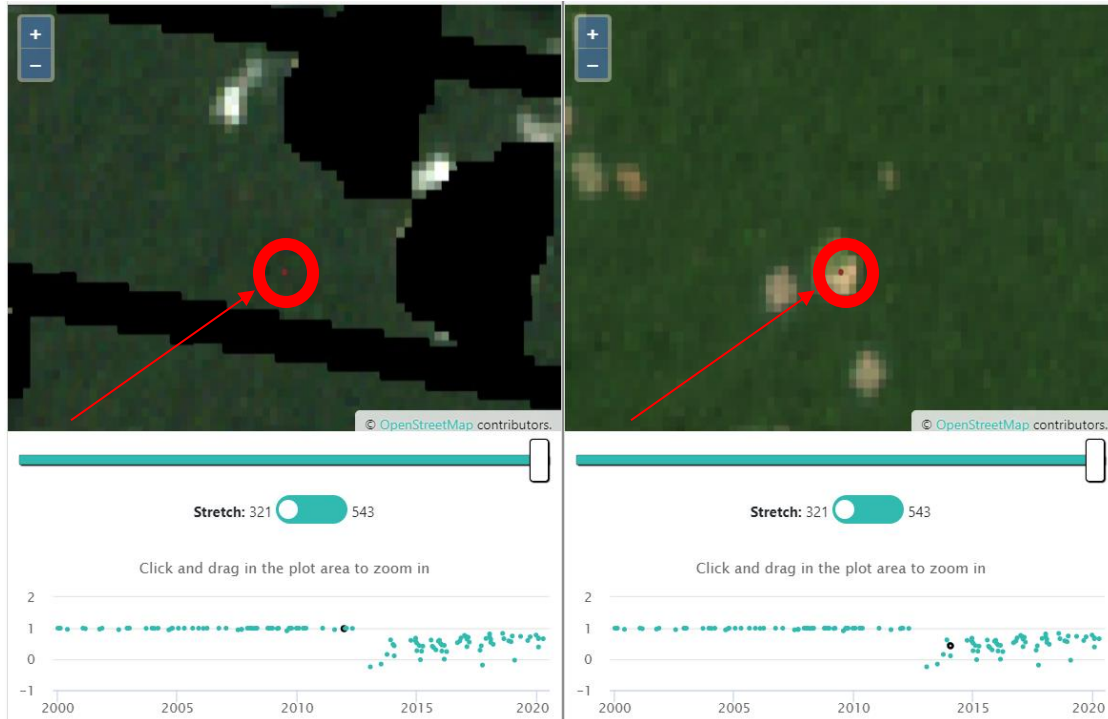 +
−
© OpenStreetMap contributors.
Stretch: 321 543
Click and drag in the plot area to zoom in
2
1
0
−1
2000 2005 2010 2015 2020
+
−
© OpenStreetMap contributors.
Stretch: 321 543
Click and drag in the plot area to zoom in
2
1
0
−1
2000 2005 2010 2015 2020